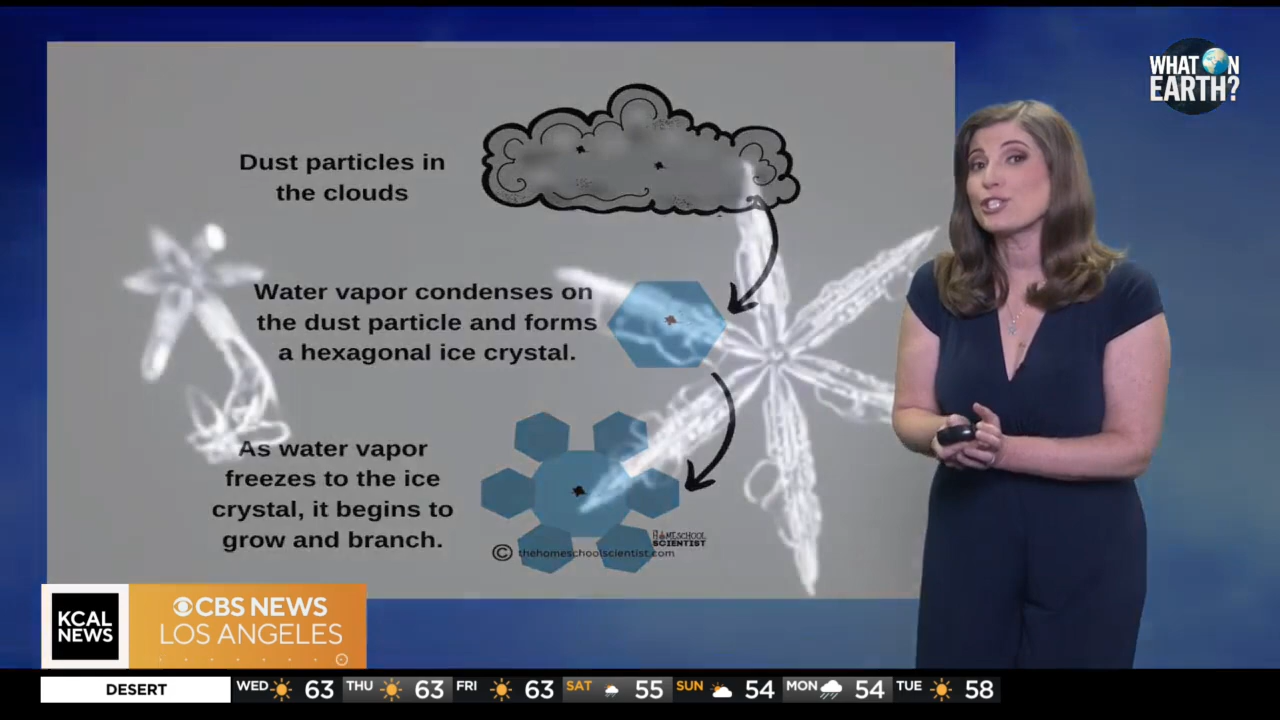 WHAT ON
EARTH?
Dust particles in
the clouds
Water vapor condenses on
the dust particle and forms
a hexagonal ice crystal.
As water vapor
freezes to the ice
crystal, it begins to
grow and branch.
HOMESCHOOL
SCIENTIST
© thehomeschoolscientist.com
KCAL
NEWS
CBS NEWS
LOS ANGELES
DESERT WED 63 THU 63 FRI 63 SAT 55 SUN 54 MON 54 TUE 58